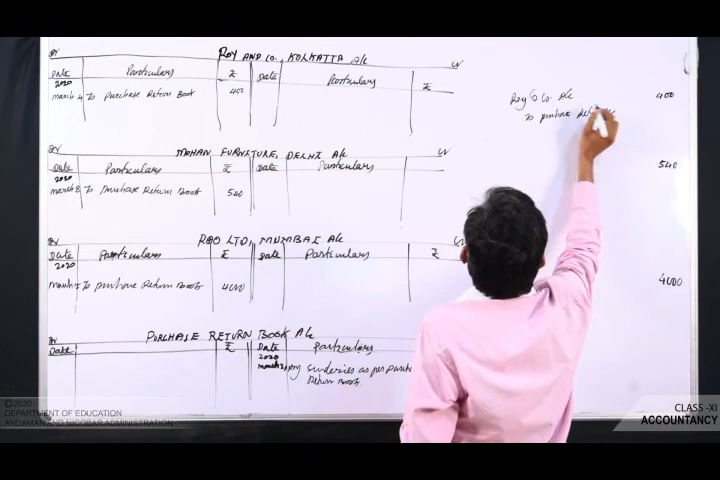 Dr ROY AND CO., KOLKATTA A/c Cr
Date Particulars ₹ Date Particulars ₹
2020
march 4 To Purchase Return Book 400
Dr MOHAN FURNITURE, DELHI A/c Cr
Date Particulars ₹ Date Particulars
2020
march 8 To Purchase Return Book 540
Dr RAO LTD, MUMBAI A/c Cr
Date Particulars ₹ Date Particulars ₹
2020
march To purchase Return Book 4000
Dr PURCHASE RETURN BOOK A/c
Date ₹ Date Particulars
2020
march By Sunderies as per
Return Book
Roy & Co. A/c 400
To purchase
540
4000
©2020
DEPARTMENT OF EDUCATION
ANDAMAN AND NICOBAR ADMINISTRATION
CLASS -XI
ACCOUNTANCY